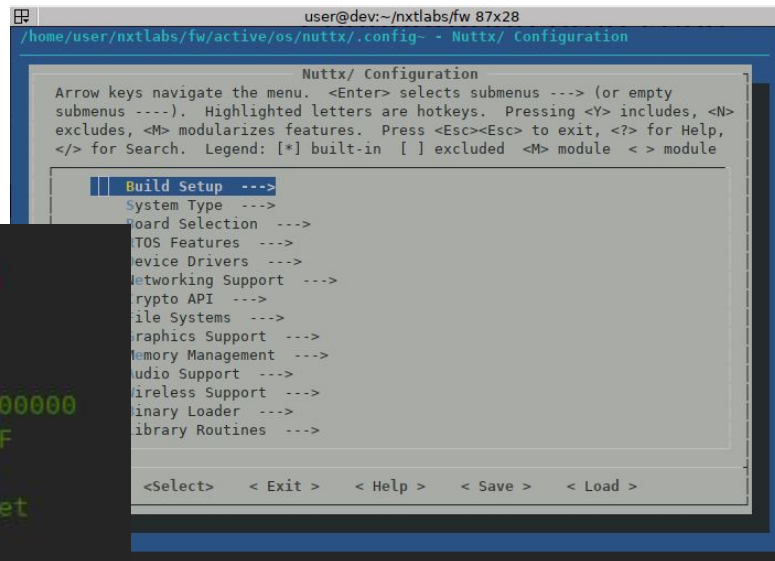 user@dev:~/nxtlabs/fw 87x28
/home/user/nxtlabs/fw/active/os/nuttx/.config~ - Nuttx/ Configuration
Nuttx/ Configuration
Arrow keys navigate the menu.  <Enter> selects submenus ---> (or empty
submenus ----).  Highlighted letters are hotkeys.  Pressing <Y> includes, <N>
excludes, <M> modularizes features.  Press <Esc><Esc> to exit, <?> for Help,
</> for Search.  Legend: [*] built-in  [ ] excluded  <M> module  < > module
Build Setup  --->
System Type  --->
oard Selection  --->
TOS Features  --->
evice Drivers  --->
Networking Support  --->
rypto API  --->
ile Systems  --->
raphics Support  --->
Memory Management  --->
udio Support  --->
ireless Support  --->
inary Loader  --->
ibrary Routines  --->
00000
F
et
<Select>    < Exit >    < Help >    < Save >    < Load >